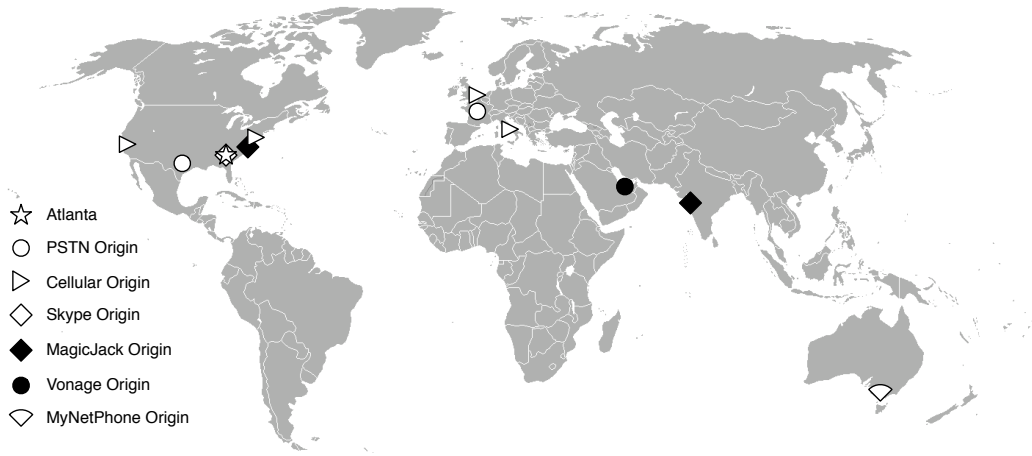 Atlanta
PSTN Origin
Cellular Origin
Skype Origin
MagicJack Origin
Vonage Origin
MyNetPhone Origin